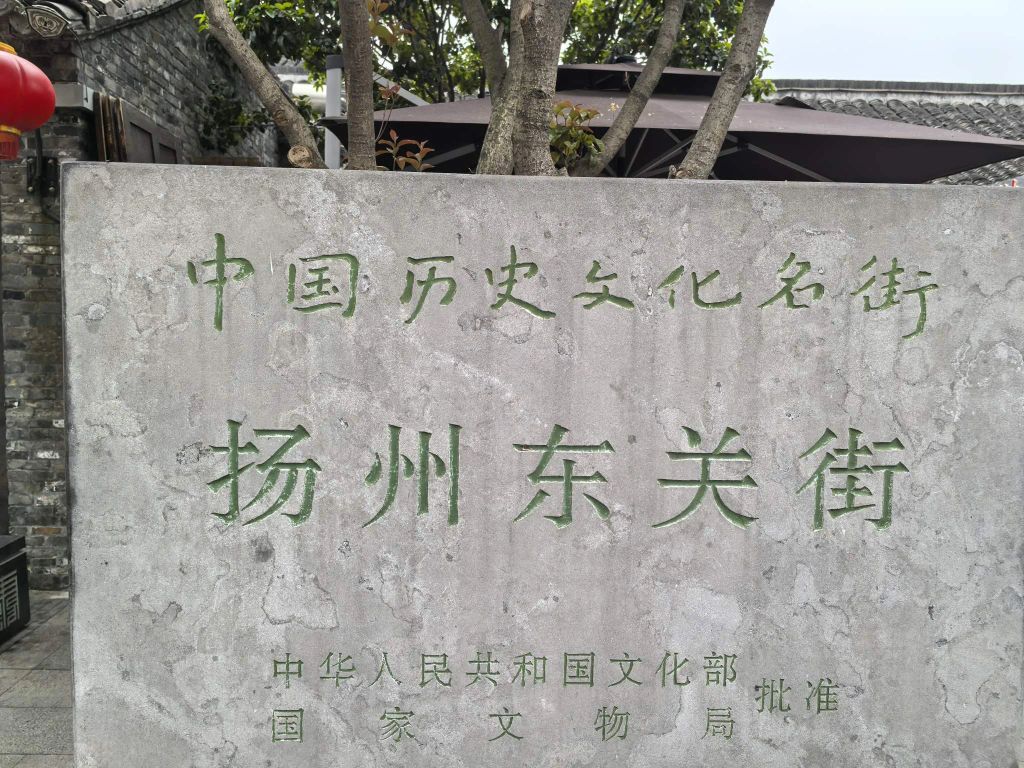 中国历史文化名街
扬州东关街
中华人民共和国文化部
国家文物局
批准